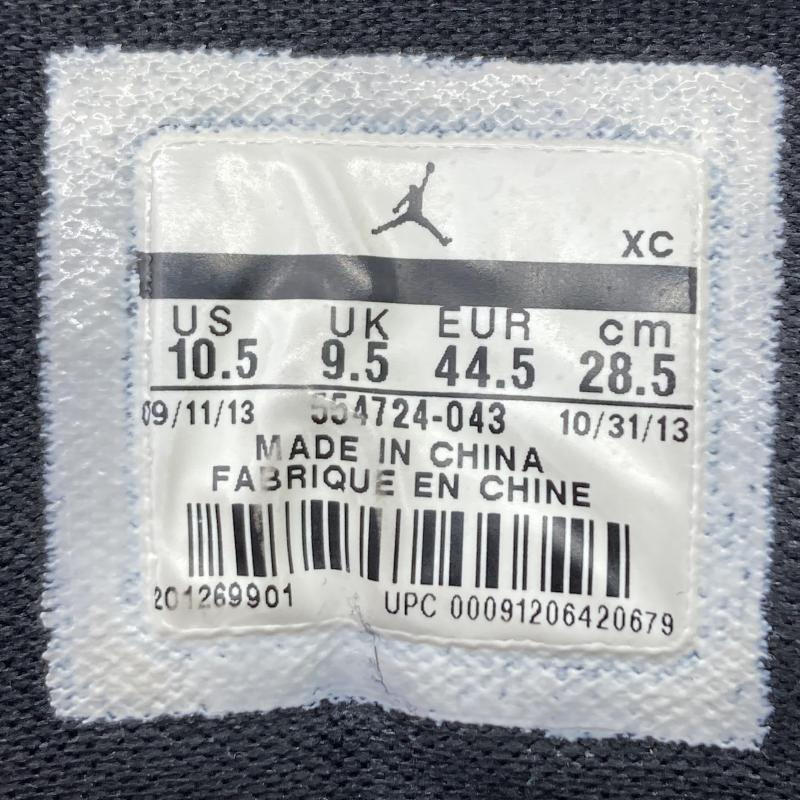 XC
US UK EUR cm
10.5 9.5 44.5 28.5
09/11/13 554724-043 10/31/13
MADE IN CHINA
FABRIQUE EN CHINE
201269901 UPC 00091206420679